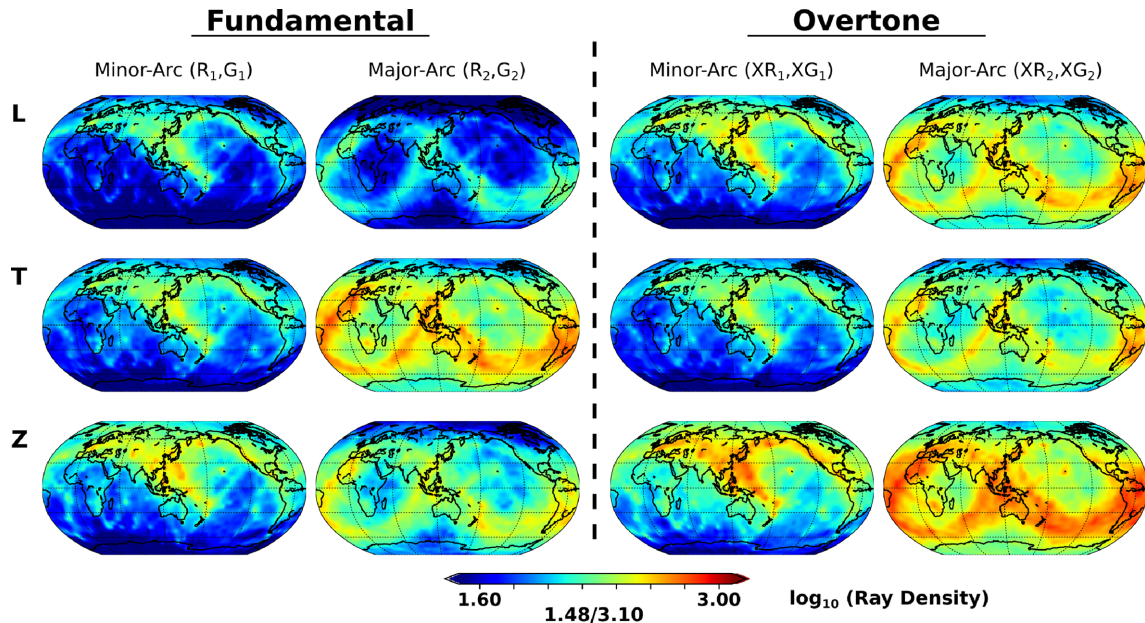 Fundamental Overtone
Minor-Arc (R₁,G₁) Major-Arc (R₂,G₂) Minor-Arc (XR₁,XG₁) Major-Arc (XR₂,XG₂)
L
T
Z
1.60 3.00 log₁₀ (Ray Density)
1.48/3.10